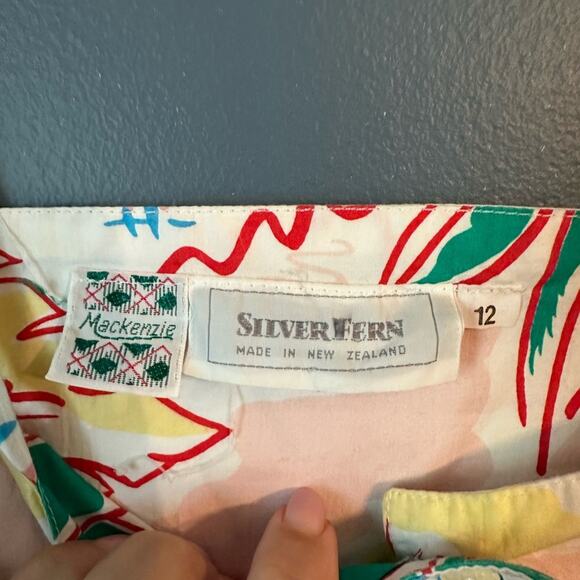 Mackenzie
SILVER FERN
MADE IN NEW ZEALAND
12